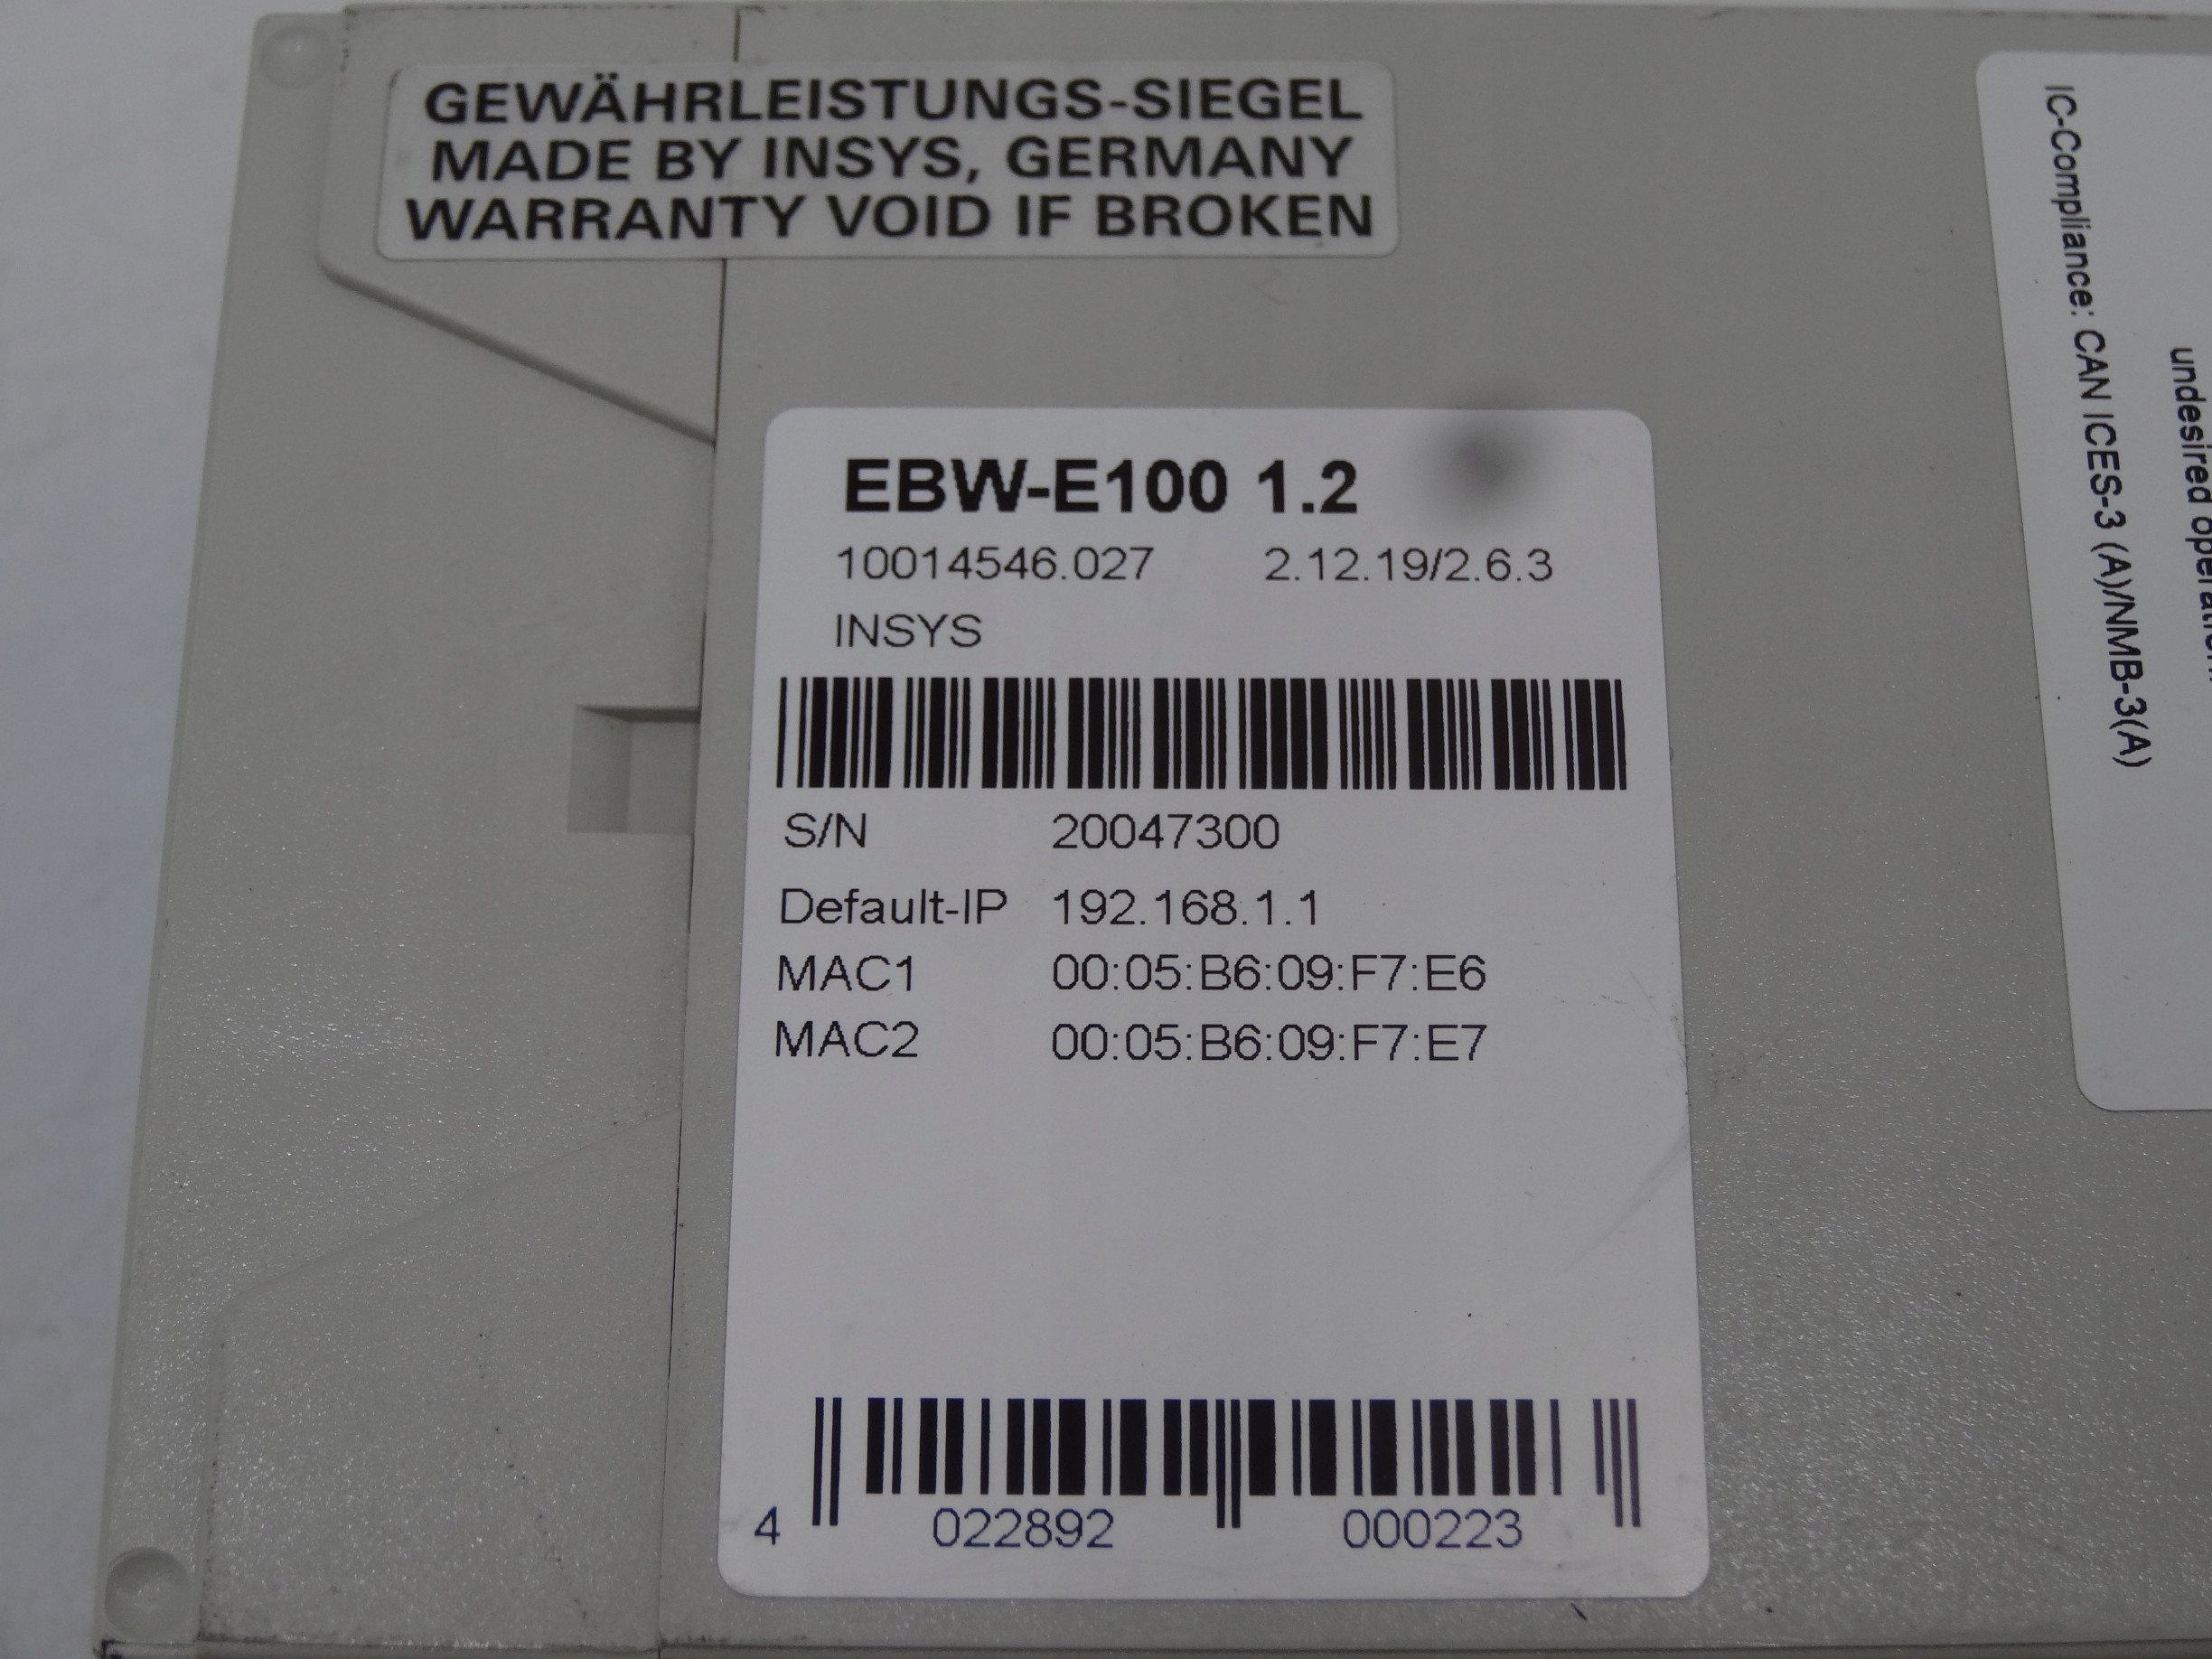 GEWÄHRLEISTUNGS-SIEGEL
MADE BY INSYS, GERMANY
WARRANTY VOID IF BROKEN
EBW-E100 1.2
10014546.027 2.12.19/2.6.3
INSYS
S/N 20047300
Default-IP 192.168.1.1
MAC1 00:05:B6:09:F7:E6
MAC2 00:05:B6:09:F7:E7
4 022892 000223
undesired operation.
IC-Compliance: CAN ICES-3 (A)/NMB-3(A)